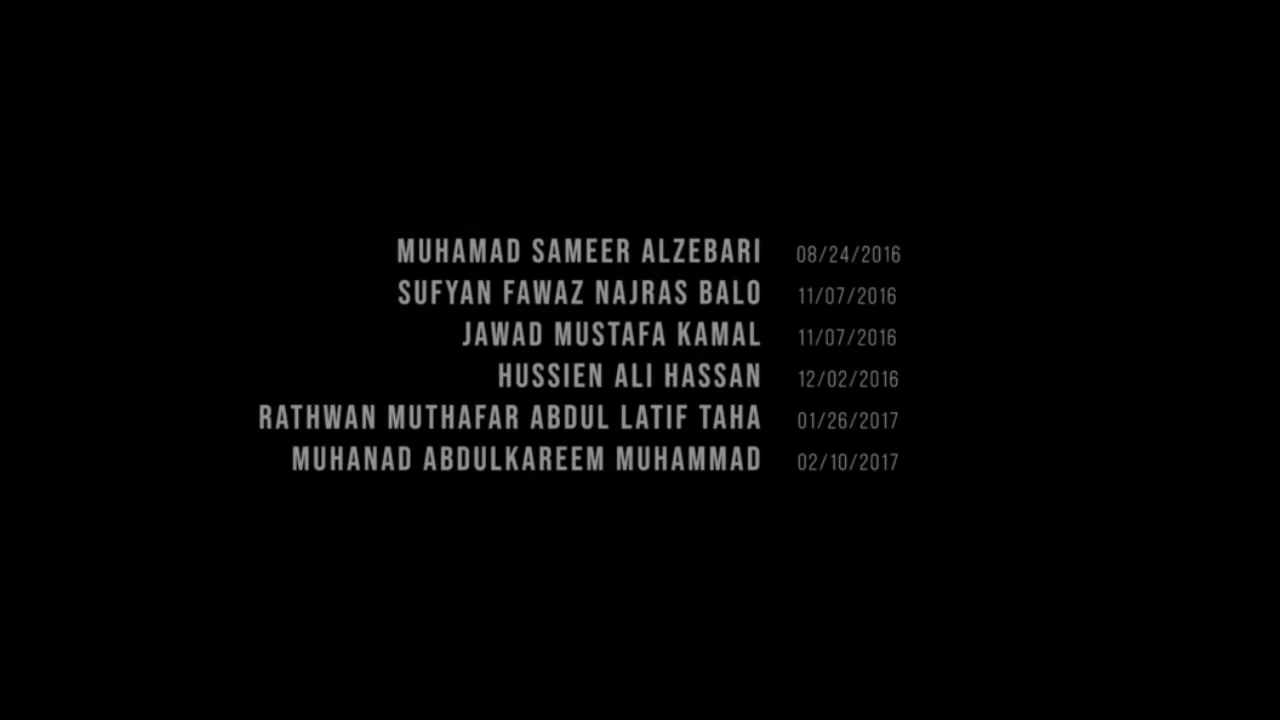 MUHAMAD SAMEER ALZEBARI 08/24/2016
SUFYAN FAWAZ NAJRAS BALO 11/07/2016
JAWAD MUSTAFA KAMAL 11/07/2016
HUSSIEN ALI HASSAN 12/02/2016
RATHWAN MUTHAFAR ABDUL LATIF TAHA 01/26/2017
MUHANAD ABDULKAREEM MUHAMMAD 02/10/2017